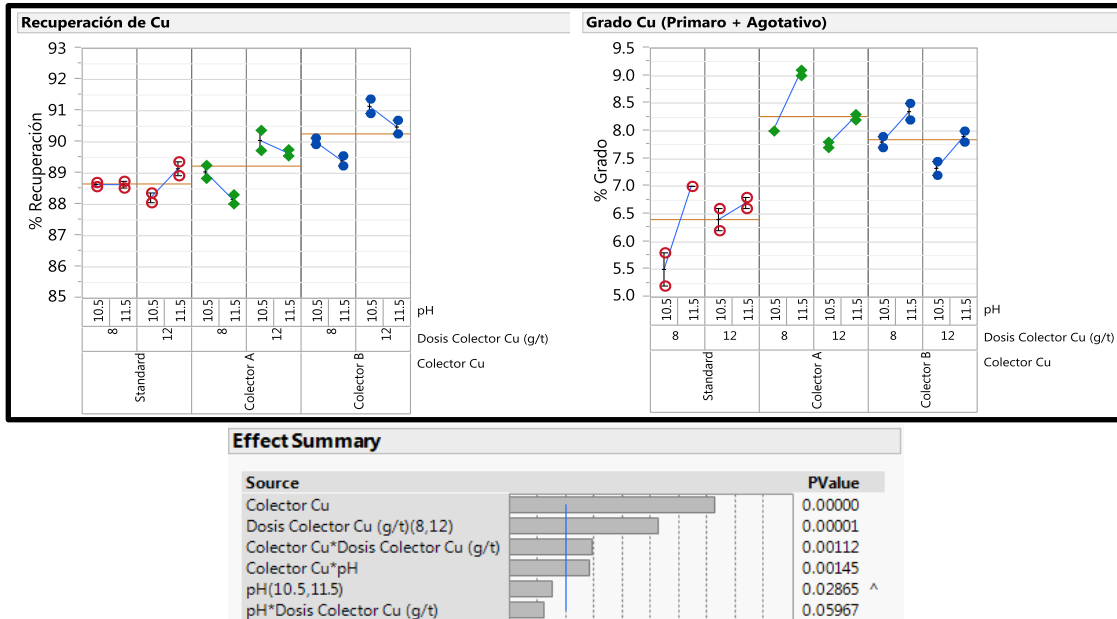 Recuperación de Cu
93
92
91
90
89
88
87
86
85
% Recuperación
10.5 11.5 10.5 11.5 10.5 11.5 10.5 11.5 10.5 11.5 10.5 11.5 pH
8 12 8 12 8 12 Dosis Colector Cu (g/t)
Standard Colector A Colector B Colector Cu
Grado Cu (Primaro + Agotativo)
9.5
9.0
8.5
8.0
7.5
7.0
6.5
6.0
5.5
5.0
% Grado
10.5 11.5 10.5 11.5 10.5 11.5 10.5 11.5 10.5 11.5 10.5 11.5 pH
8 12 8 12 8 12 Dosis Colector Cu (g/t)
Standard Colector A Colector B Colector Cu
Effect Summary
Source PValue
Colector Cu 0.00000
Dosis Colector Cu (g/t)(8,12) 0.00001
Colector Cu*Dosis Colector Cu (g/t) 0.00112
Colector Cu*pH 0.00145
pH(10.5,11.5) 0.02865 ^
pH*Dosis Colector Cu (g/t) 0.05967